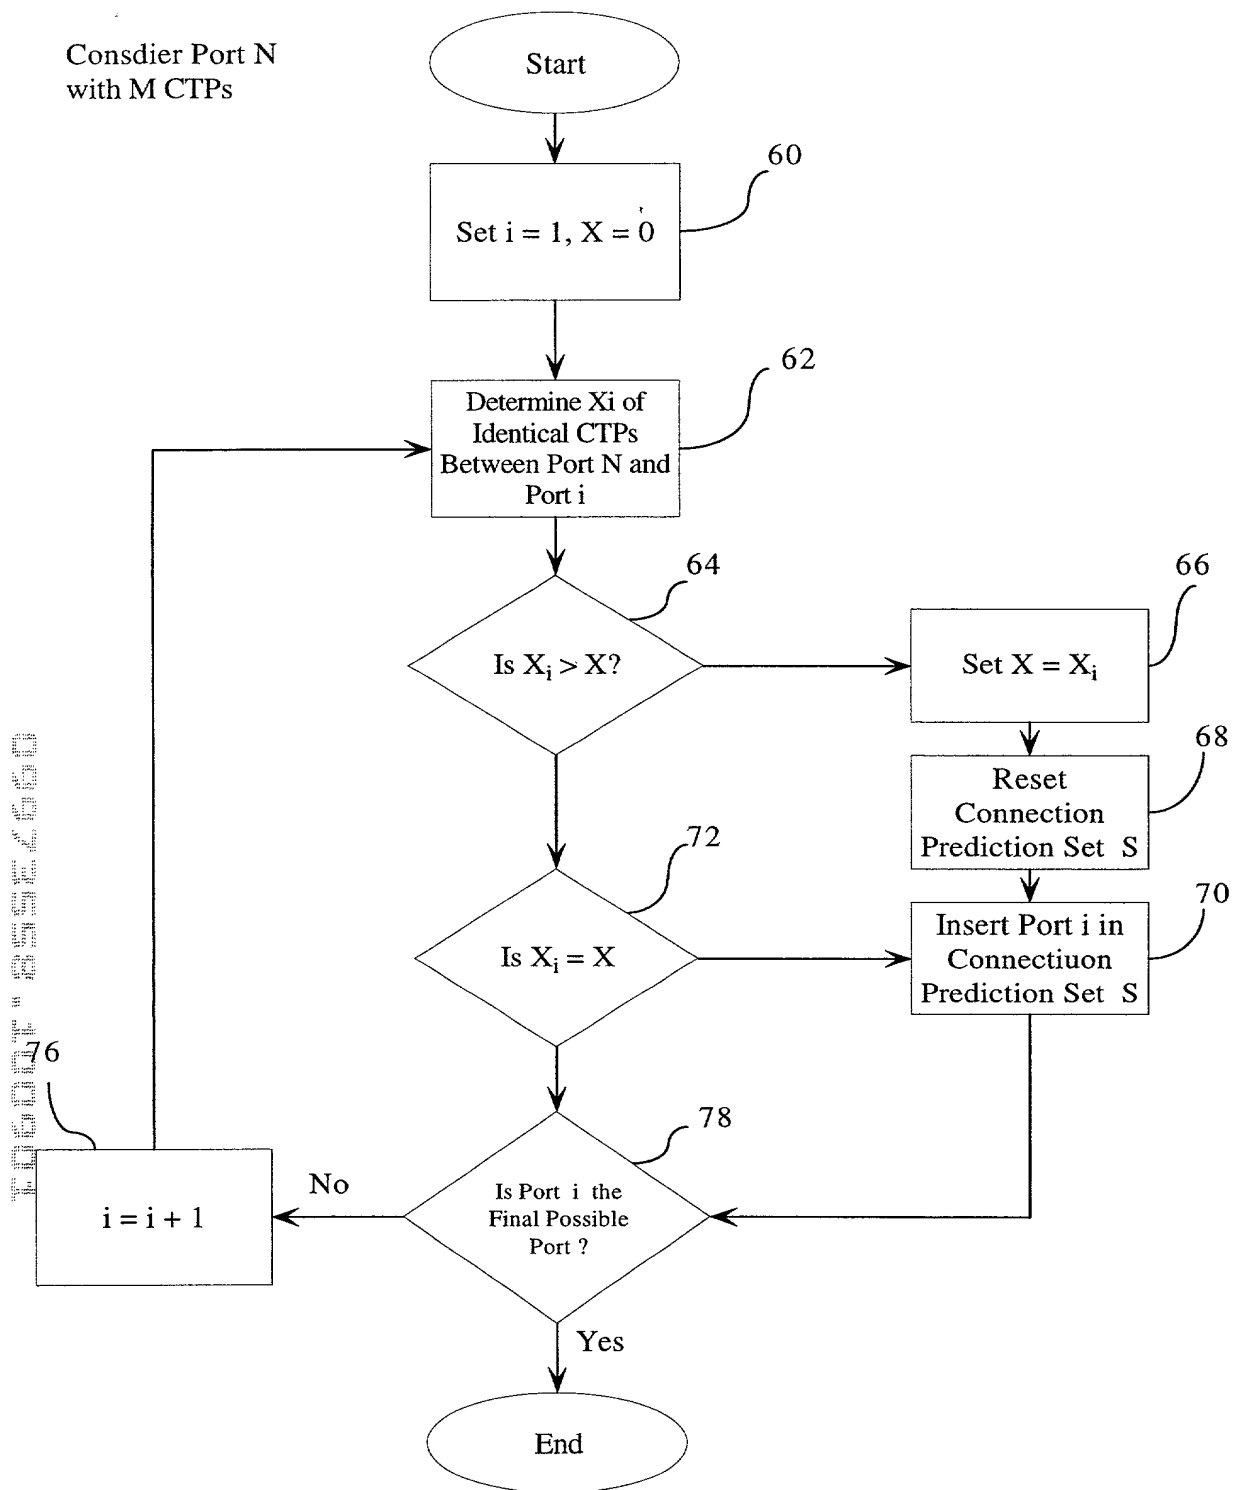 Consdier Port N
with M CTPs
Start
60
Set i = 1, X = 0
62
Determine Xi of
Identical CTPs
Between Port N and
Port i
64
66
Is Xi > X?
Set X = Xi
68
Reset
Connection
Prediction Set S
72
70
Is Xi = X
Insert Port i in
Connectiuon
Prediction Set S
76
78
No
i = i + 1
Is Port i the
Final Possible
Port ?
Yes
End